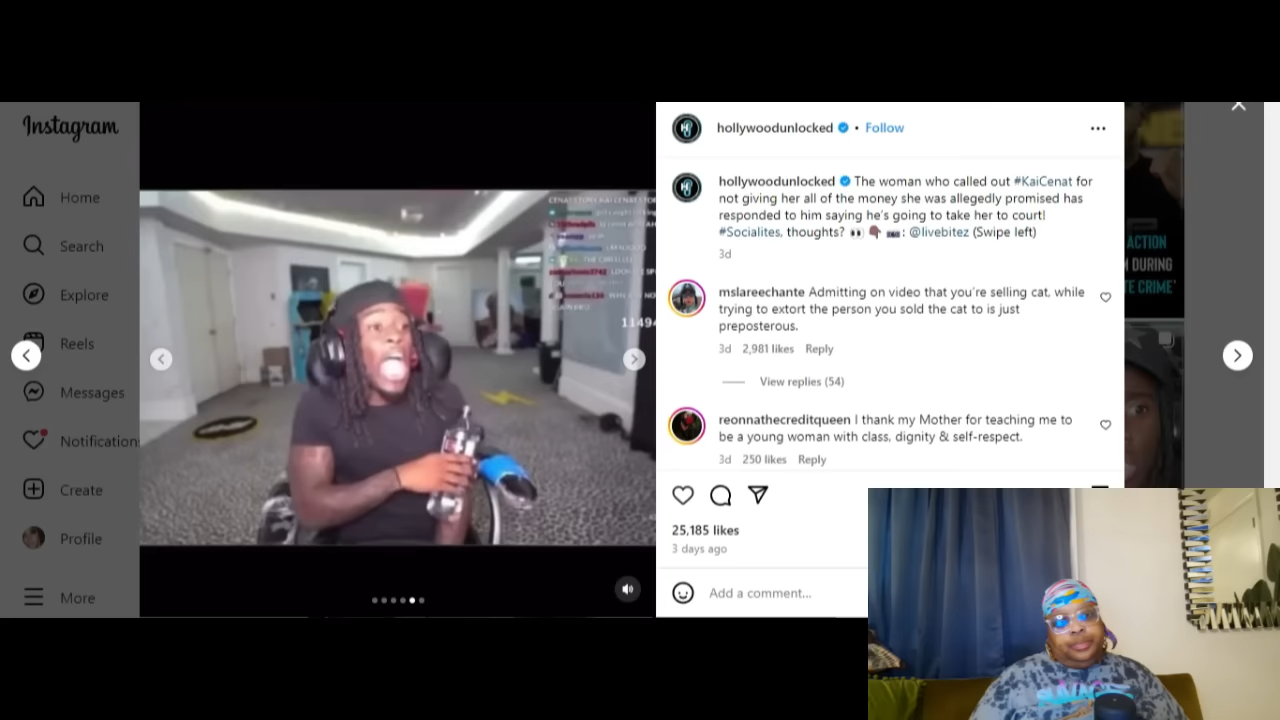 Instagram
Home
Search
Explore
Reels
Messages
Notification
Create
Profile
More
1149
hollywoodunlocked • Follow
hollywoodunlocked The woman who called out #KaiCenat for
not giving her all of the money she was allegedly promised has
responded to him saying he's going to take her to court!
#Socialites, thoughts? 👀 👇🏾 📷: @livebitez (Swipe left)
3d
mslareechante Admitting on video that you're selling cat, while
trying to extort the person you sold the cat to is just
preposterous.
3d 2,981 likes Reply
View replies (54)
reonnathecreditqueen I thank my Mother for teaching me to
be a young woman with class, dignity & self-respect.
3d 250 likes Reply
25,185 likes
3 days ago
Add a comment...
ACTION
DURING
TE CRIME'